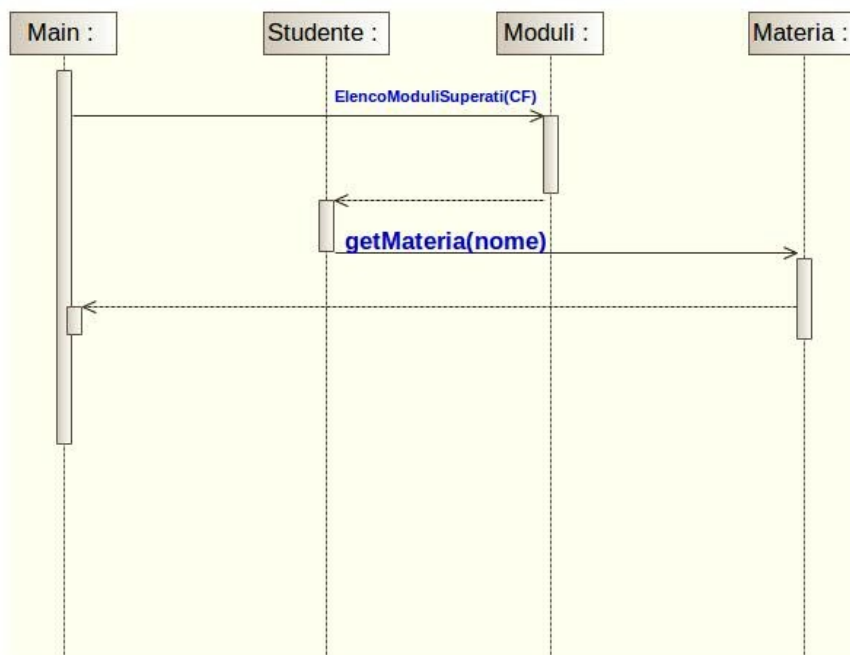 Main :
Studente :
Moduli :
Materia :
ElencoModuliSuperati(CF)
getMateria(nome)